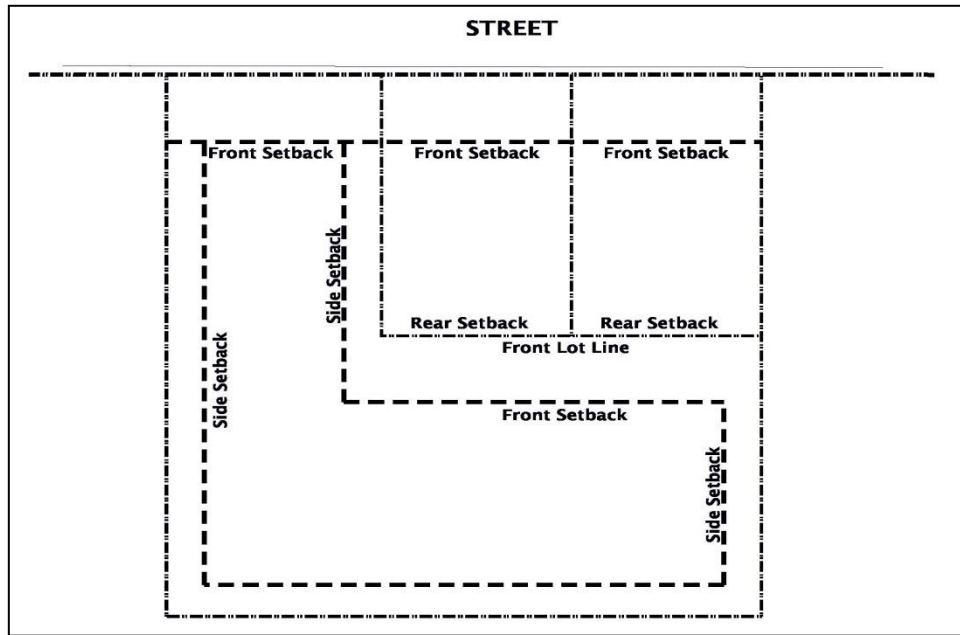 STREET
Front Setback
Front Setback
Front Setback
Side Setback
Rear Setback
Rear Setback
Front Lot Line
Side Setback
Front Setback
Side Setback